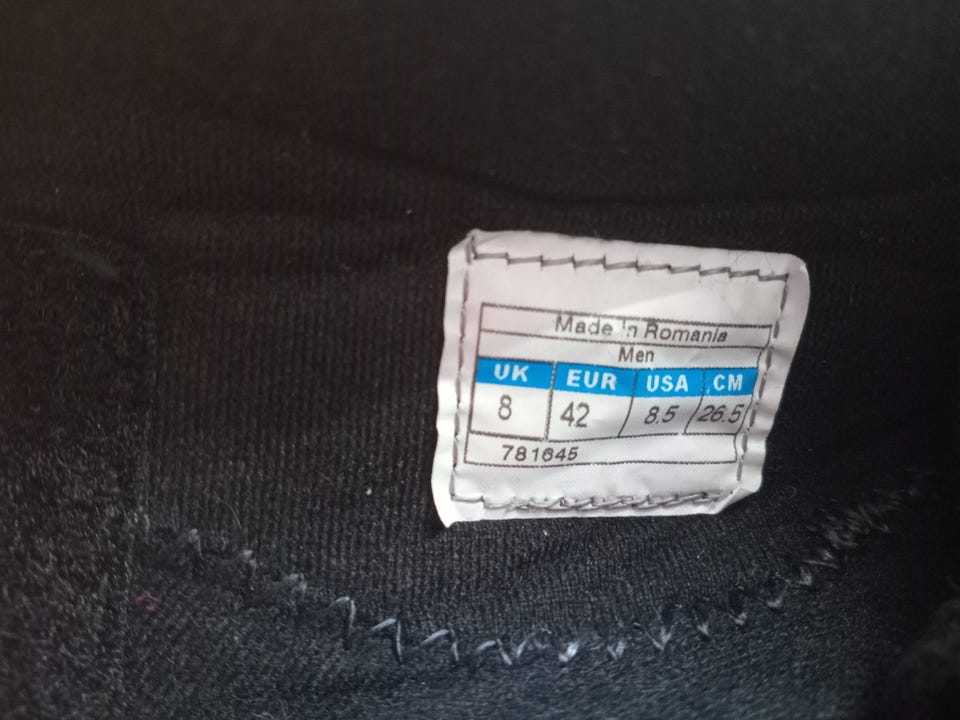 Made in Romania
Men
UK EUR USA CM
8 42 8.5 26.5
781645